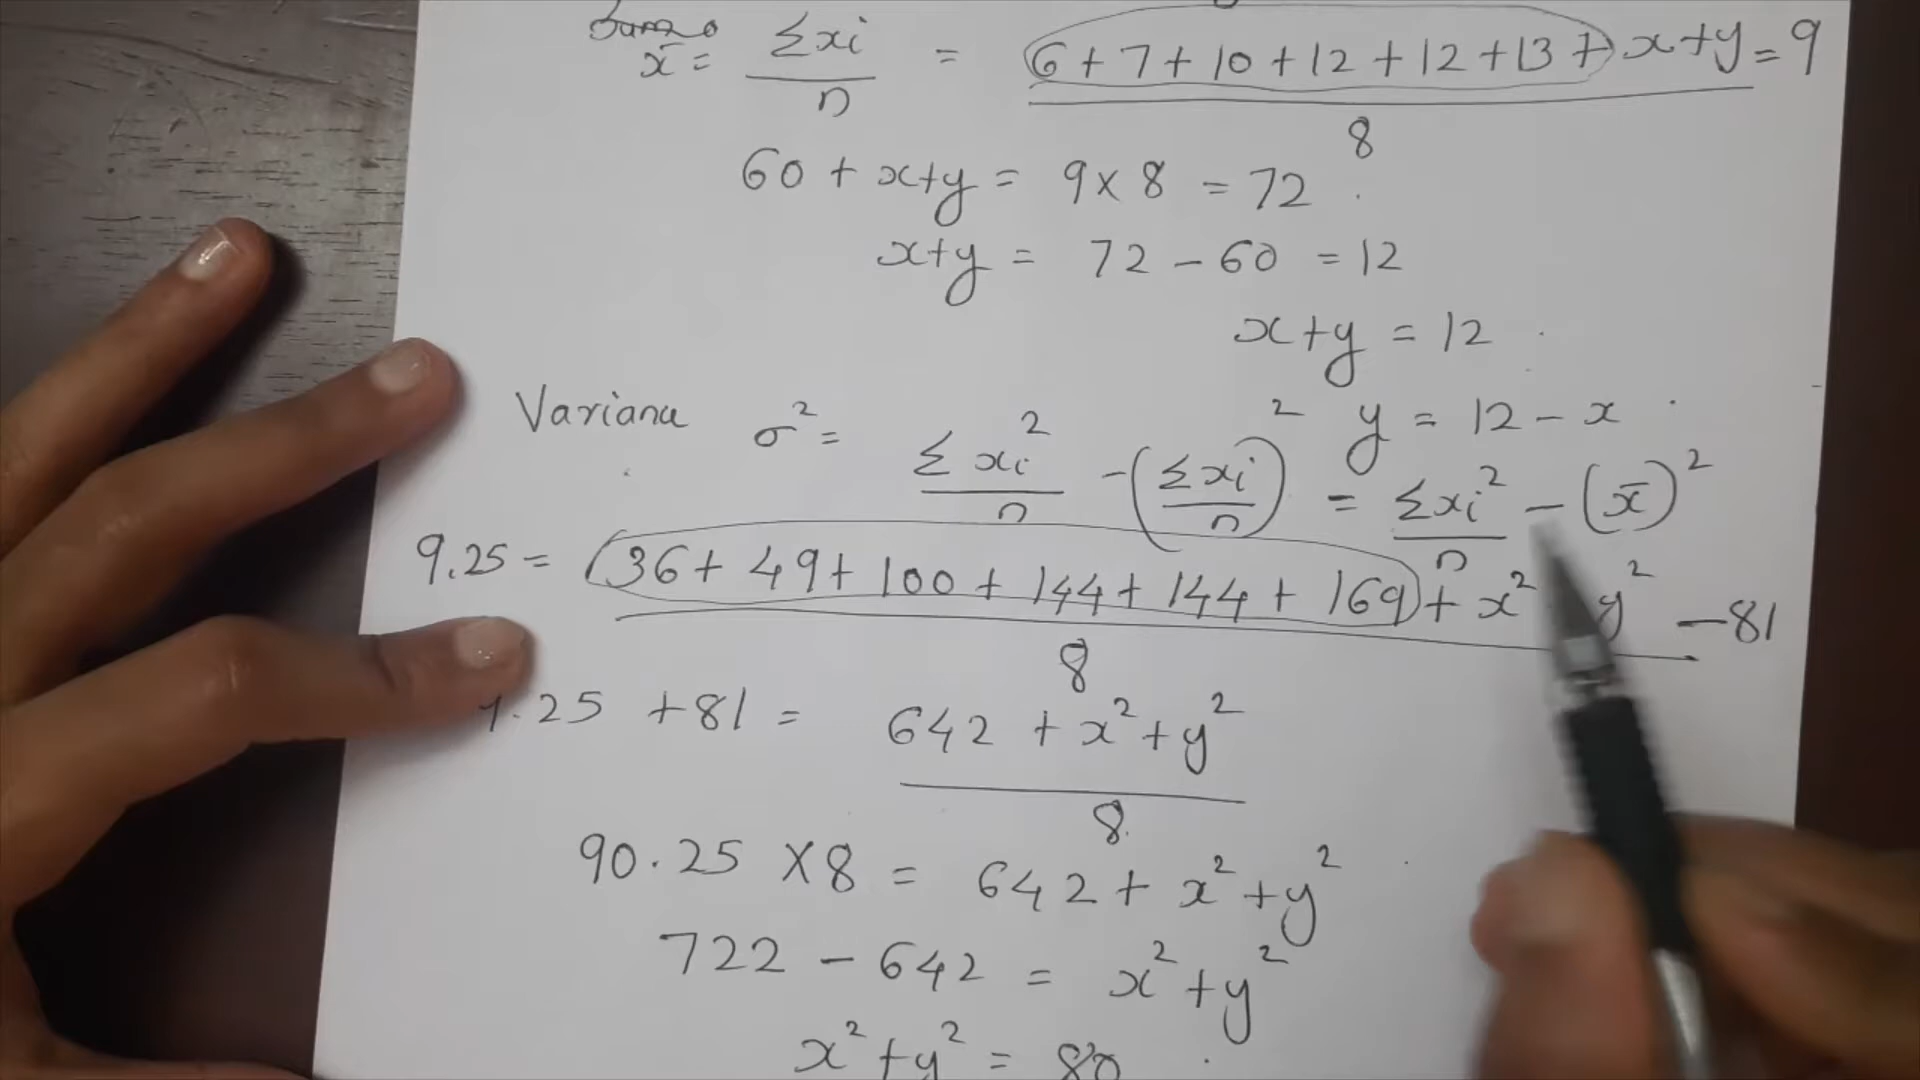 x̄ = Σxi / n = 6 + 7 + 10 + 12 + 12 + 13 + x+y / 8 = 9
60 + x+y = 9 x 8 = 72
x+y = 72 - 60 = 12
x+y = 12
y = 12 - x
Variance σ² = Σxi² / n - (Σxi / n)² = Σxi² / n - (x̄)²
9.25 = (36 + 49 + 100 + 144 + 144 + 169) + x² y² / 8 - 81
.25 + 81 = 642 + x² + y² / 8
90.25 x 8 = 642 + x² + y²
722 - 642 = x² + y²
x² + y² = 80